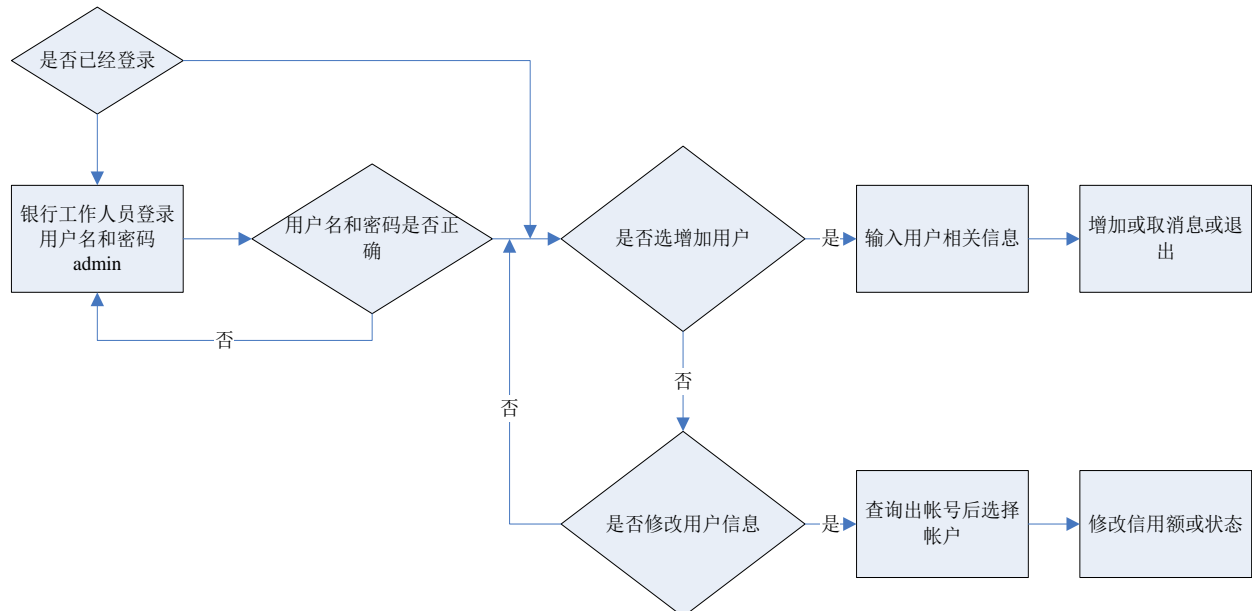 是否已经登录
银行工作人员登录
用户名和密码
admin
用户名和密码是否正
确
否
是否选增加用户
是
输入用户相关信息
增加或取消息或退
出
否
否
是否修改用户信息
是
查询出帐号后选择
帐户
修改信用额或状态